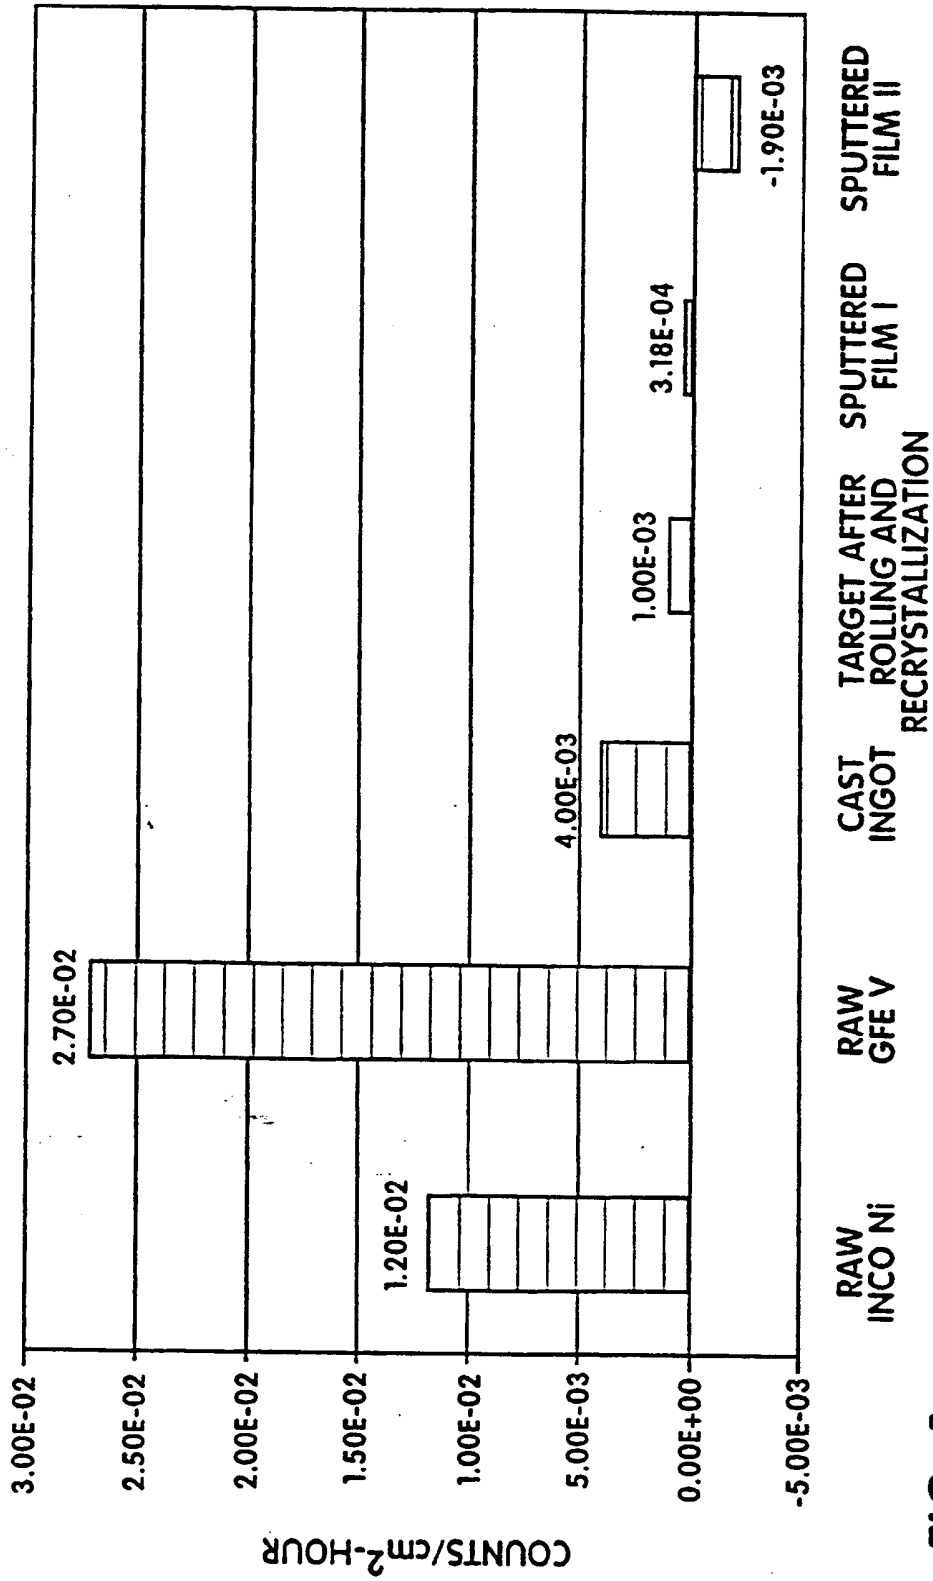 COUNTS/cm²-HOUR
3.00E-02
2.50E-02
2.00E-02
1.50E-02
1.00E-02
5.00E-03
0.00E+00
-5.00E-03
1.20E-02
2.70E-02
4.00E-03
1.00E-03
3.18E-04
-1.90E-03
RAW
INCO Ni
RAW
GFE V
CAST
INGOT
TARGET AFTER
ROLLING AND
RECRYSTALLIZATION
SPUTTERED
FILM I
SPUTTERED
FILM II